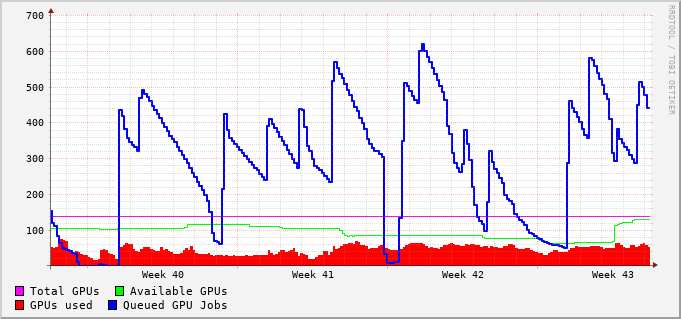 700
600
500
400
300
200
100
Week 40 Week 41 Week 42 Week 43
Total GPUs Available GPUs
GPUs used Queued GPU Jobs
RRDTOOL / TOBI OETIKER